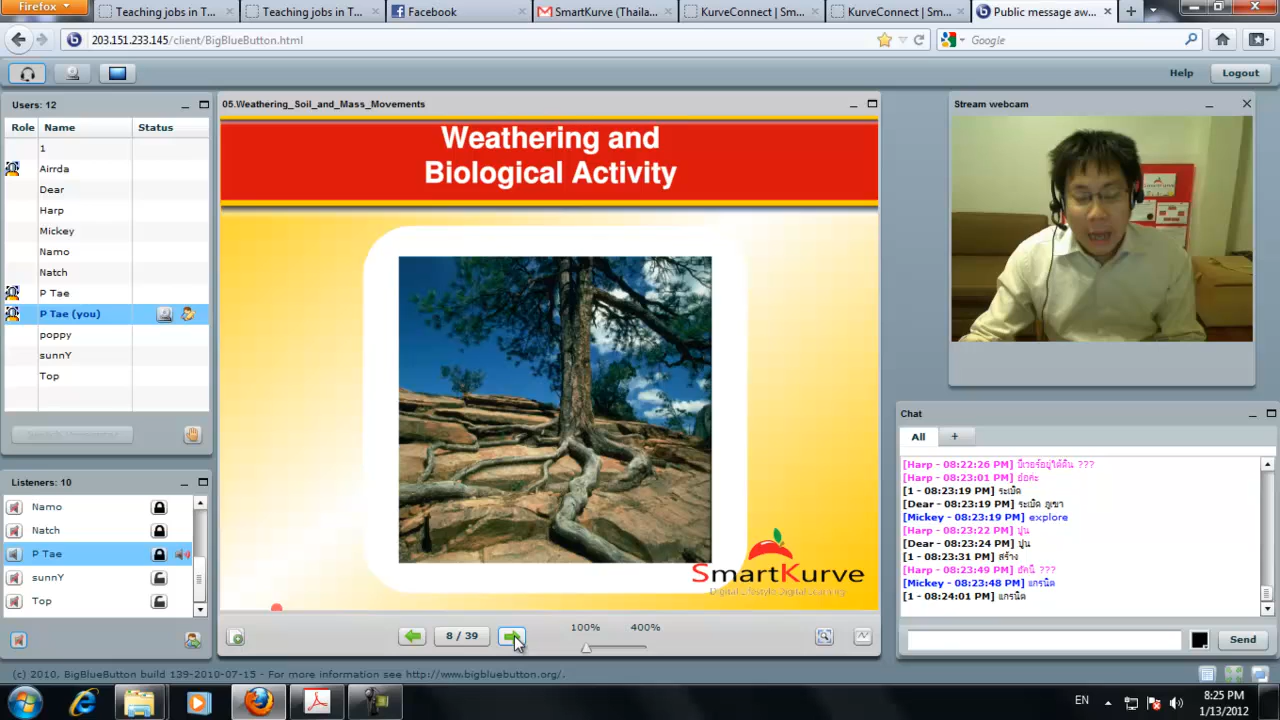 Firefox
Teaching jobs in T...
Teaching jobs in T...
Facebook
SmartKurve (Thaila...
KurveConnect | Sm...
KurveConnect | Sm...
Public message aw...
203.151.233.145/client/BigBlueButton.html
Google
Help
Logout
Users: 12
Role Name Status
1
Airrda
Dear
Harp
Mickey
Namo
Natch
P Tae
P Tae (you)
poppy
sunnY
Top
Listeners: 10
Namo
Natch
P Tae
sunnY
Top
05.Weathering_Soil_and_Mass_Movements
Weathering and
Biological Activity
SmartKurve
Digital Lifestyle Digital Learning
8 / 39
100% 400%
Stream webcam
Chat
All
[Harp - 08:22:26 PM] บีเวอร์อยู่ใต้ดิน ???
[Harp - 08:23:01 PM] อ๋อค่ะ
[1 - 08:23:19 PM] ระเบิด
[Dear - 08:23:19 PM] ระเบิด ภูเขา
[Mickey - 08:23:19 PM] explore
[Harp - 08:23:22 PM] ปูน
[Dear - 08:23:24 PM] ปูน
[1 - 08:23:31 PM] สร้าง
[Harp - 08:23:49 PM] อัคนี ???
[Mickey - 08:23:48 PM] แกรนิต
[1 - 08:24:01 PM] แกรนิต
Send
(c) 2010, BigBlueButton build 139-2010-07-15 - For more information see http://www.bigbluebutton.org/.
EN
8:25 PM
1/13/2012